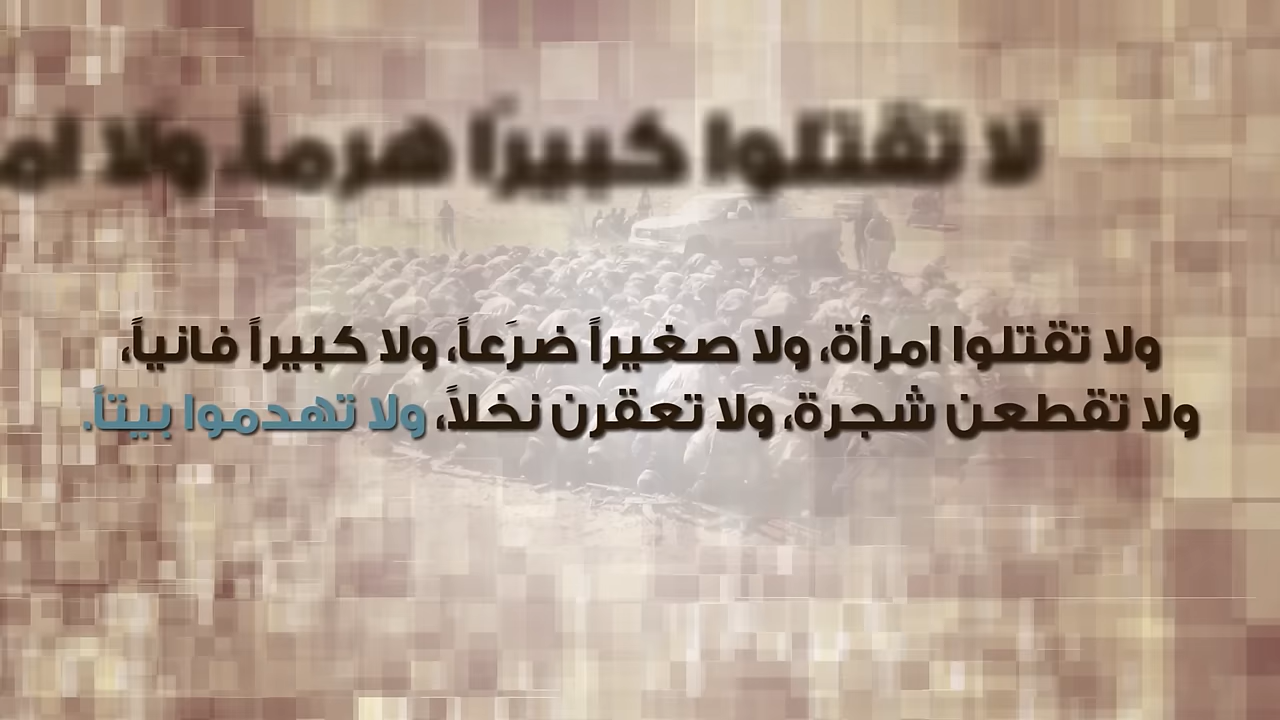 لا تقتلوا كبيرًا هرماً، ولا
ولا تقتلوا امرأة، ولا صغيراً ضرَعاً، ولا كبيراً فانياً،
ولا تقطعن شجرة، ولا تعقرن نخلاً، ولا تهدموا بيتاً.